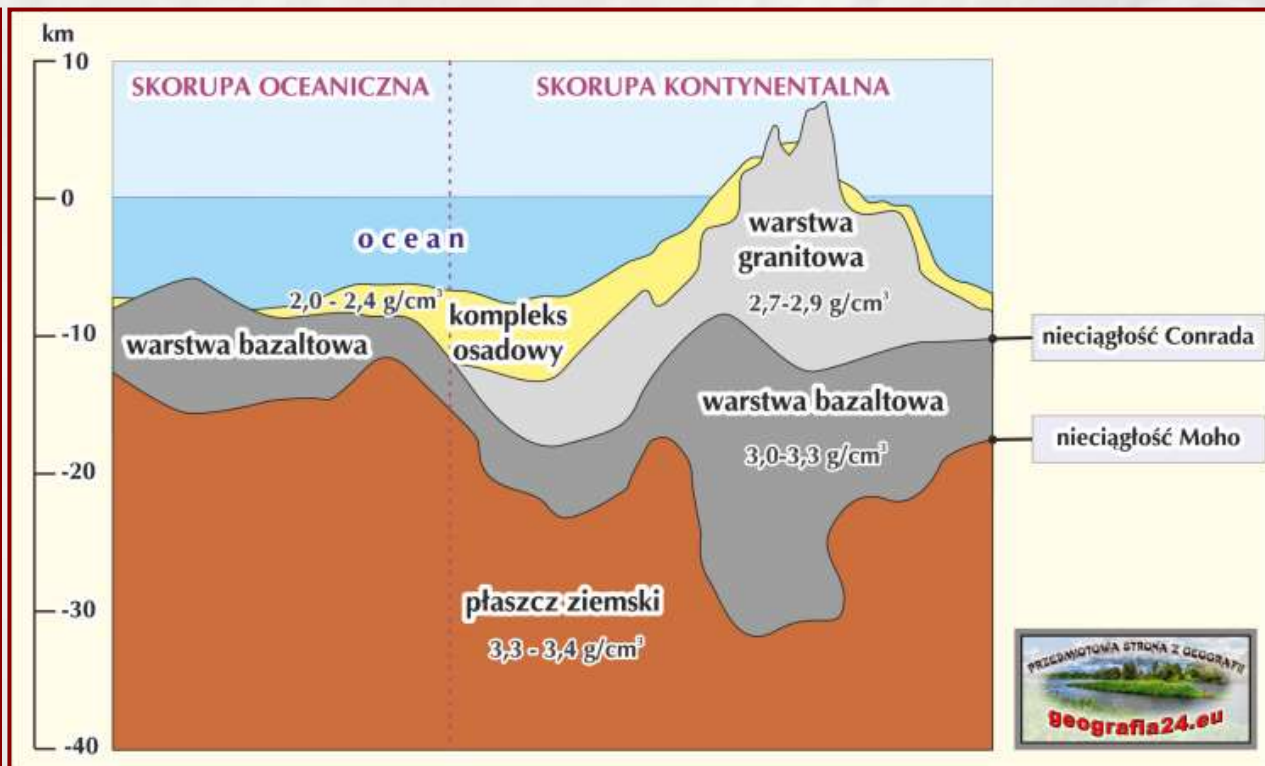 km
10
0
-10
-20
-30
-40
SKORUPA OCEANICZNA
SKORUPA KONTYNENTALNA
ocean
warstwa
granitowa
2,7-2,9 g/cm³
2,0 - 2,4 g/cm³
kompleks
osadowy
warstwa bazaltowa
warstwa bazaltowa
3,0-3,3 g/cm³
nieciągłość Conrada
nieciągłość Moho
płaszcz ziemski
3,3 - 3,4 g/cm³
PRZEDMIOTOWA STRONA Z GEOGRAFII
geografia24.eu